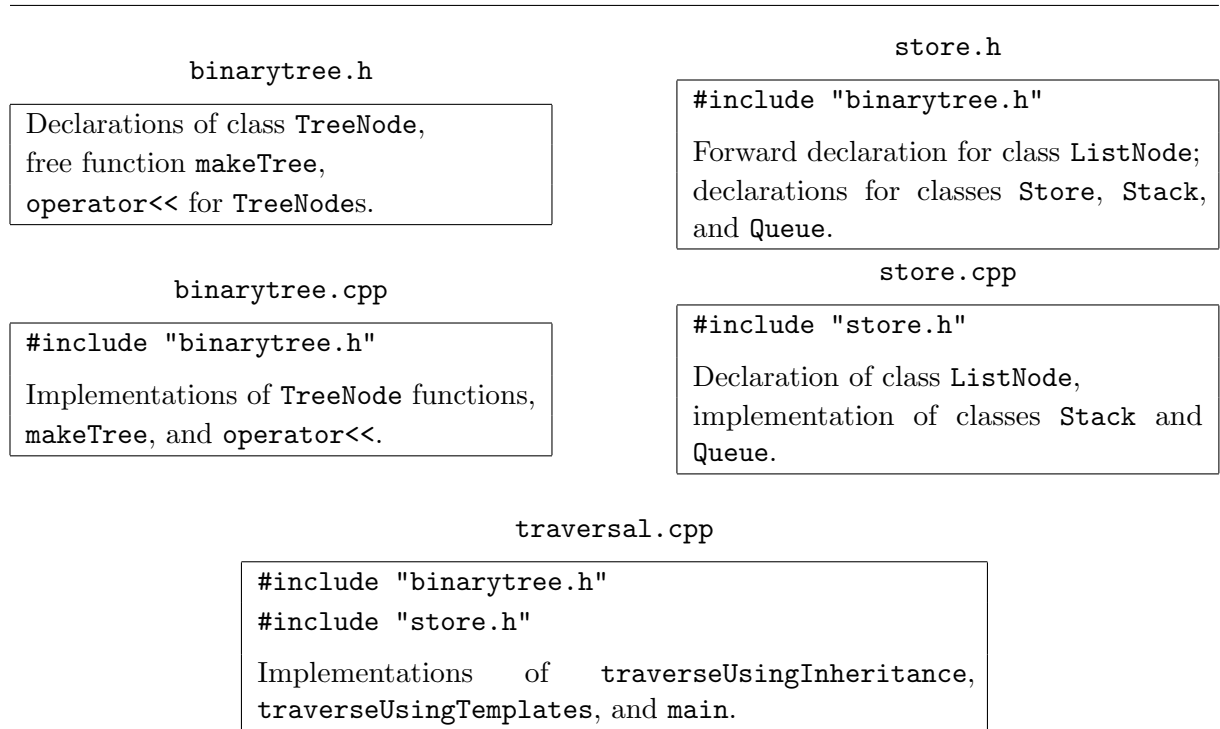 binarytree.h
Declarations of class TreeNode,
free function makeTree,
operator<< for TreeNodes.
store.h
#include "binarytree.h"
Forward declaration for class ListNode;
declarations for classes Store, Stack,
and Queue.
binarytree.cpp
#include "binarytree.h"
Implementations of TreeNode functions,
makeTree, and operator<<.
store.cpp
#include "store.h"
Declaration of class ListNode,
implementation of classes Stack and
Queue.
traversal.cpp
#include "binarytree.h"
#include "store.h"
Implementations of traverseUsingInheritance,
traverseUsingTemplates, and main.